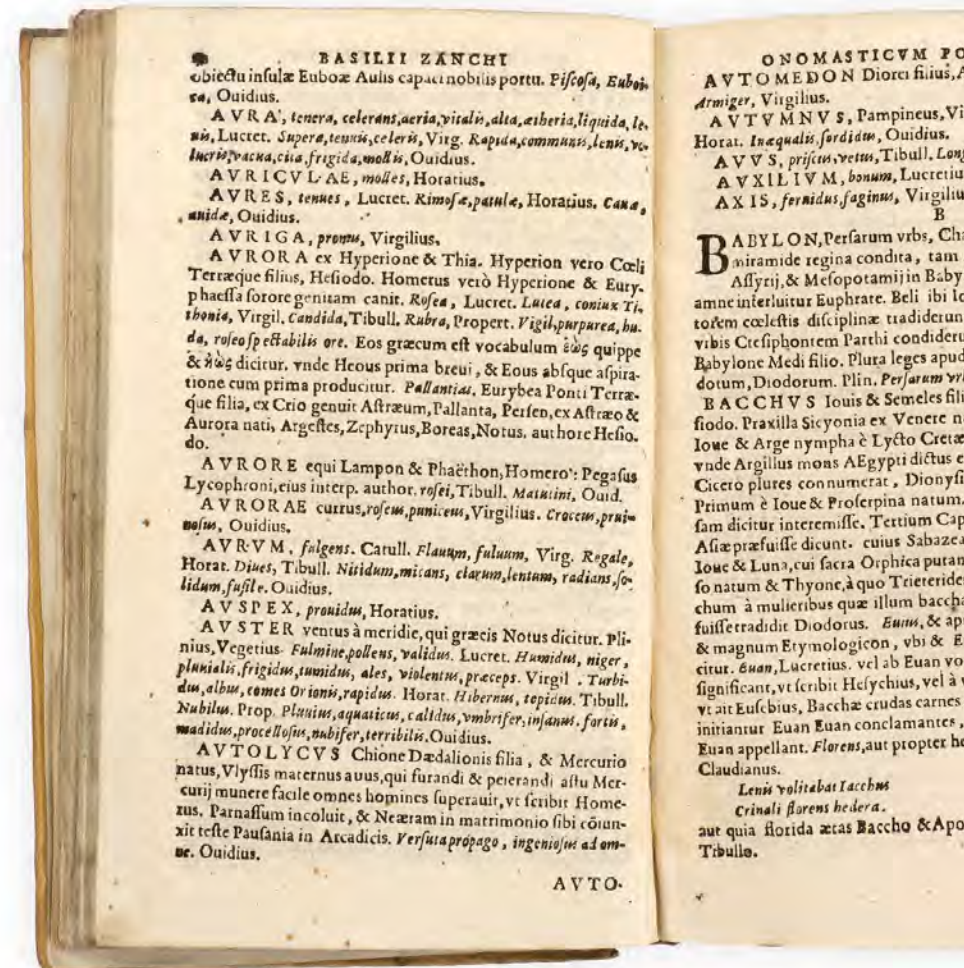 BASILII ZANCHI
obiectu insulæ Euboæ Aulis capaci nobilis portu. Piscosa, Euboi-
ca, Ouidius.
AVRA', tenera, celerans, aeria, vitalis, alta, ætheria, liquida, le-
nis, Lucret. Supera, tenuis, celeris, Virg. Rapida, communis, lenis, vo-
lucris, vacua, cita, frigida, mollis, Ouidius.
AVRICVLAE, molles, Horatius.
AVRES, tenues, Lucret. Rimosæ, patulæ, Horatius. Cauæ,
auidæ, Ouidius.
AVRIGA, pronus, Virgilius.
AVRORA ex Hyperione & Thia. Hyperion vero Cœli
Terræque filius, Hesiodo. Homerus verò Hyperione & Eury-
phaessa sorore genitam canit. Rosea, Lucret. Lutea, coniux Ti-
thonia, Virgil. Candida, Tibull. Rubra, Propert. Vigil, purpurea, hu-
da, roseo spectabilis ore. Eos græcum est vocabulum ἐὼς quippe
& ἠὼς dicitur. vnde Heous prima breui, & Eous absque aspira-
tione cum prima producitur. Pallantias. Eurybea Ponti Terræ-
que filia, ex Crio genuit Astræum, Pallanta, Persen, ex Astræo &
Aurora nati, Argestes, Zephyrus, Boreas, Notus. authore Hesio-
do.
AVRORE equi Lampon & Phaëthon, Homero: Pegasus
Lycophroni, eius interp. author. rosei, Tibull. Matutini, Ouid.
AVRORAE currus, roseus, puniceus, Virgilius. Croceus, prui-
nosus, Ouidius.
AVRVM, fulgens. Catull. Flauum, fuluum, Virg. Regale,
Horat. Diues, Tibull. Nitidum, micans, clarum, lentum, radians, so-
lidum, fusile. Ouidius.
AVSPEX, prouidus, Horatius.
AVSTER ventus à meridie, qui græcis Notus dicitur. Pli-
nius, Vegetius. Fulmine, pollens, validus. Lucret. Humidus, niger,
pluuialis, frigidus, tumidus, ales, violentus, præceps. Virgil. Turbi-
dus, albus, comes Orionis, rapidus. Horat. Hibernus, tepidus. Tibull.
Nubilus. Prop. Pluuius, aquaticus, calidus, vmbrifer, insanus. fortis,
madidus, procellosus, nubifer, terribilis. Ouidius.
AVTOLYCVS Chione Dædalionis filia, & Mercurio
natus, Vlyssis maternus auus, qui furandi & peierandi astu Mer-
curij munere facile omnes homines superauit, vt scribit Home-
rus. Parnassum incoluit, & Neæram in matrimonio sibi cōiun-
xit teste Pausania in Arcadicis. Versuta propago, ingeniosus ad om-
ne. Ouidius.
AVTO-
ONOMASTICVM PO
AVTOMEDON Diorei filius, A
Armiger, Virgilius.
AVTVMNVS, Pampineus, Vi
Horat. Inæqualis, sordidus, Ouidius.
AVVS, priscus, vetus, Tibull. Long
AVXILIVM, bonum, Lucretiu
AXIS, feruidus, faginus, Virgiliu
B
BABYLON, Persarum vrbs, Cha
miramide regina condita, tam
Assyrij, & Mesopotamij in Baby
amne interluitur Euphrate. Beli ibi Io
torem cœlestis disciplinæ tradiderun
vibis Ctesiphontem Parthi condideru
Babylone Medi filio. Plura leges apud
dotum, Diodorum. Plin. Persarum vr
BACCHVS Iouis & Semeles fili
siodo. Praxilla Sicyonia ex Venere na
Ioue & Arge nympha è Lycto Cretæ
vnde Argillus mons AEgypti dictus e
Cicero plures connumerat, Dionysi
Primum è Ioue & Proserpina natum.
sam dicitur interemisse. Tertium Cap
Asiæ præfuisse dicunt. cuius Sabazea
Ioue & Luna, cui sacra Orphica putan
so natum & Thyone, à quo Trieteride
chum à mulieribus quæ illum baccha
fuisse tradidit Diodorus. Euius, & ap
& magnum Etymologicon, vbi & E
citur. Euan, Lucretius. vel ab Euan vo
significant, vt scribit Hesychius, vel à v
vt ait Eusebius, Bacchæ crudas carnes
initiantur Euan Euan conclamantes,
Euan appellant. Florens, aut propter he
Claudianus.
Lenis volitabat Iacchus
Crinali florens hedera.
aut quia florida ætas Baccho & Apo
Tibullo.